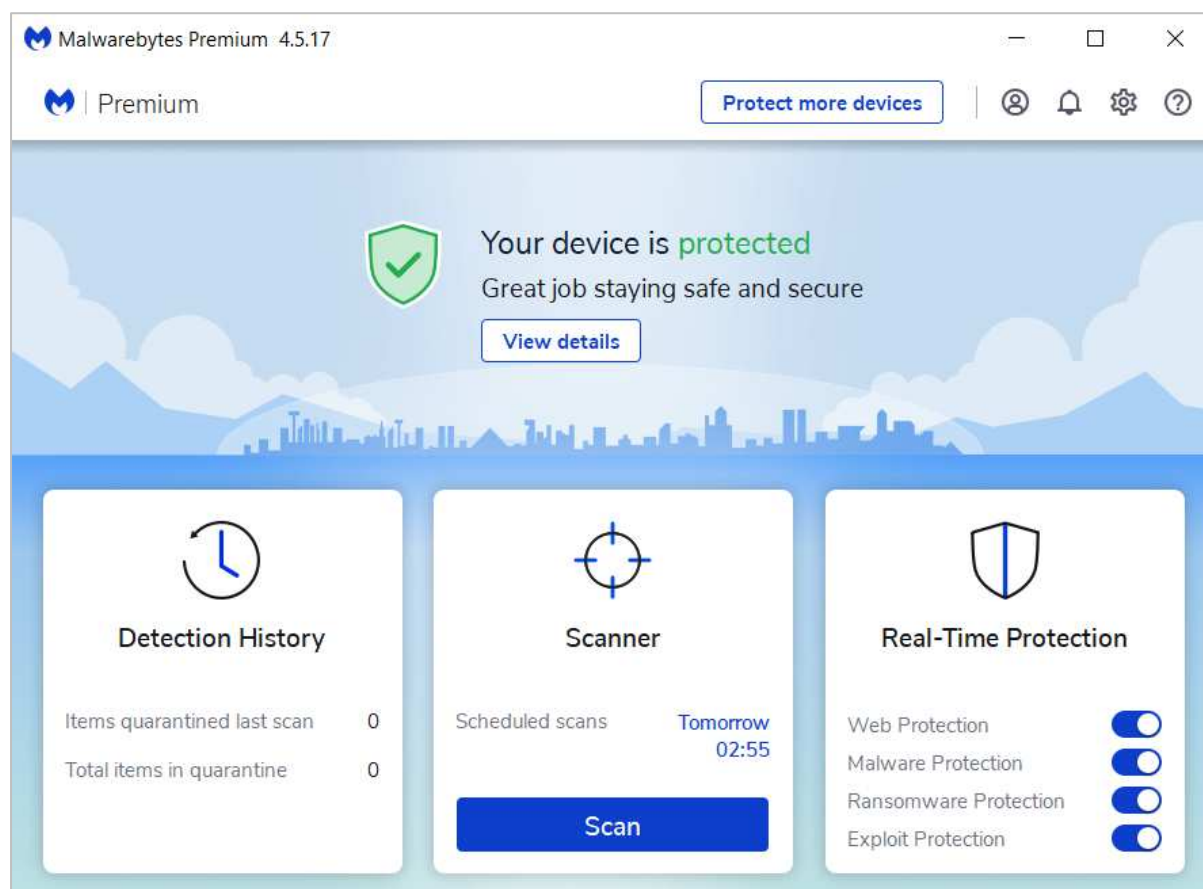 Malwarebytes Premium 4.5.17
Premium
Protect more devices
Your device is protected
Great job staying safe and secure
View details
Detection History
Items quarantined last scan 0
Total items in quarantine 0
Scanner
Scheduled scans Tomorrow
02:55
Scan
Real-Time Protection
Web Protection
Malware Protection
Ransomware Protection
Exploit Protection